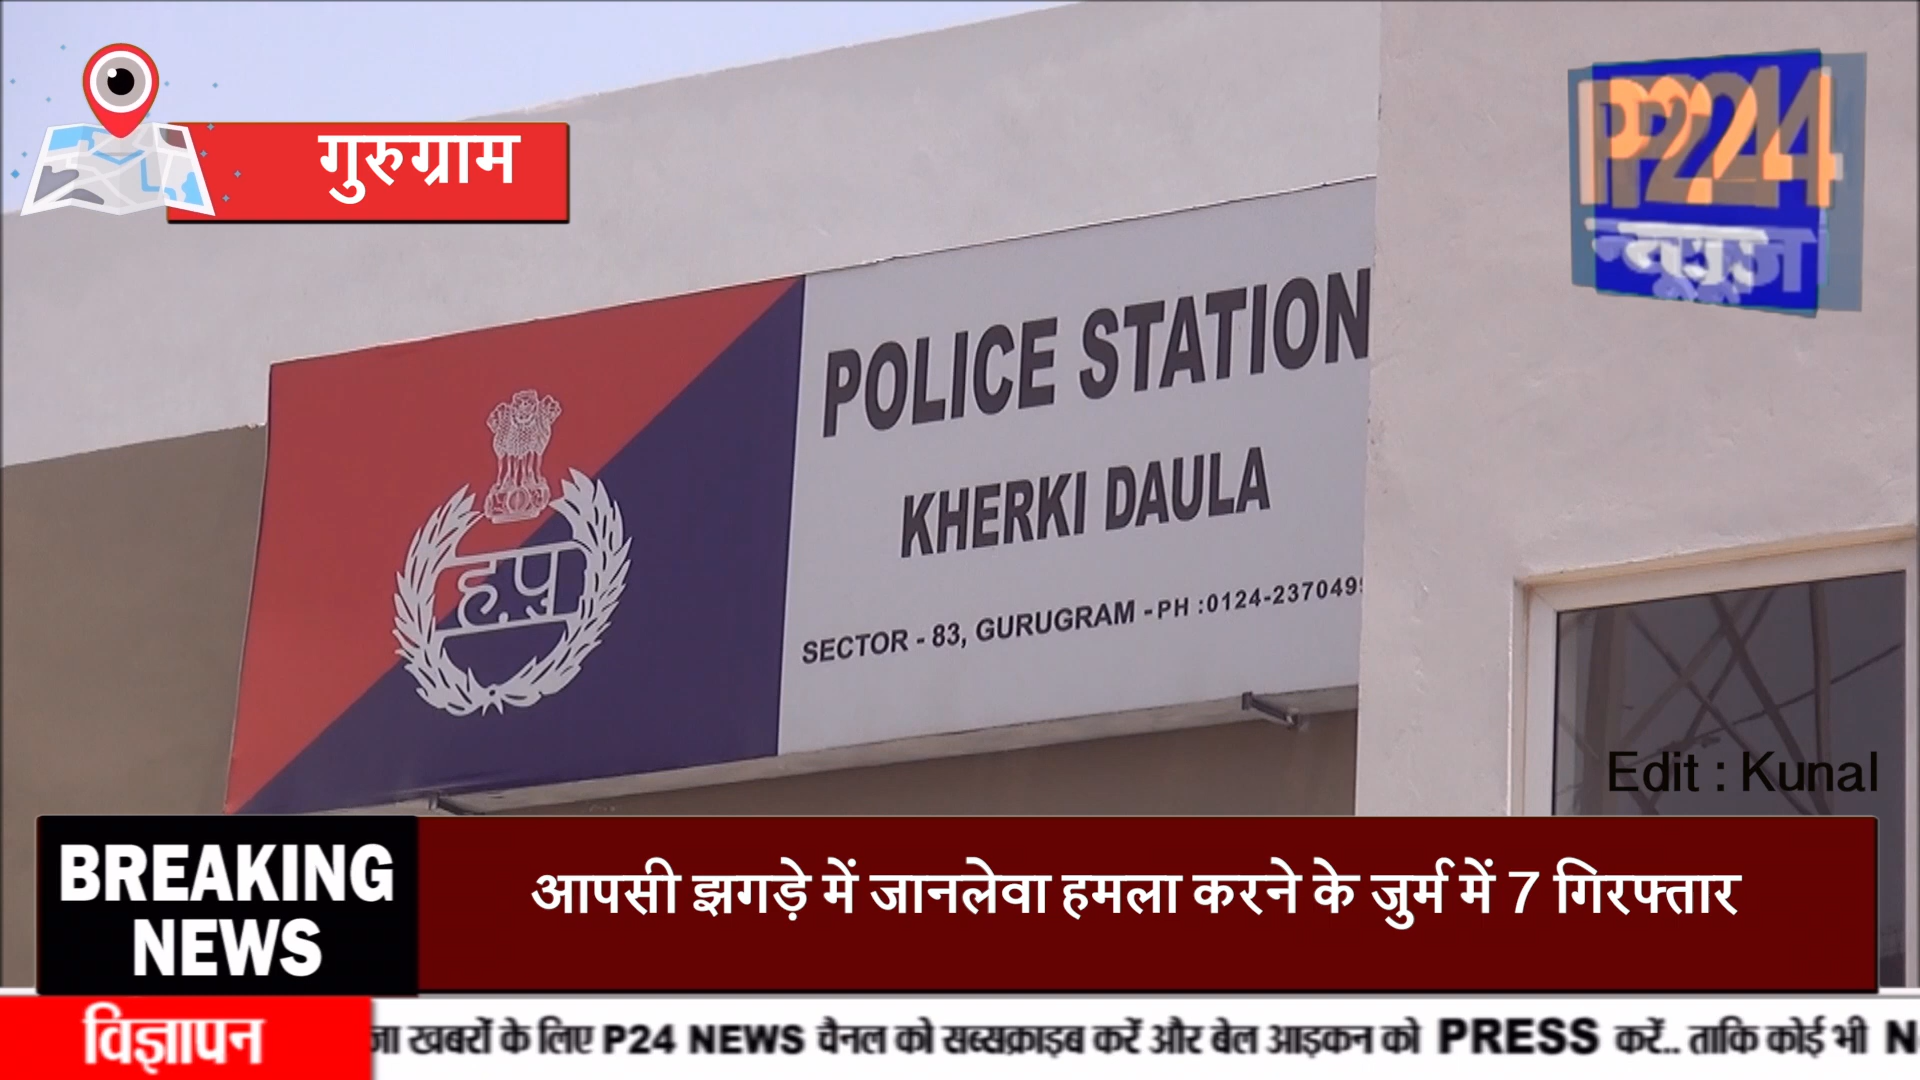 गुरुग्राम
P24
न्यूज
POLICE STATION
KHERKI DAULA
SECTOR - 83, GURUGRAM - PH :0124-237049
ह.पु.
Edit : Kunal
BREAKING
NEWS
आपसी झगड़े में जानलेवा हमला करने के जुर्म में 7 गिरफ्तार
विज्ञापन
खबरों के लिए P24 NEWS चैनल को सब्सक्राइब करें और बेल आइकन को PRESS करें.. ताकि कोई भी